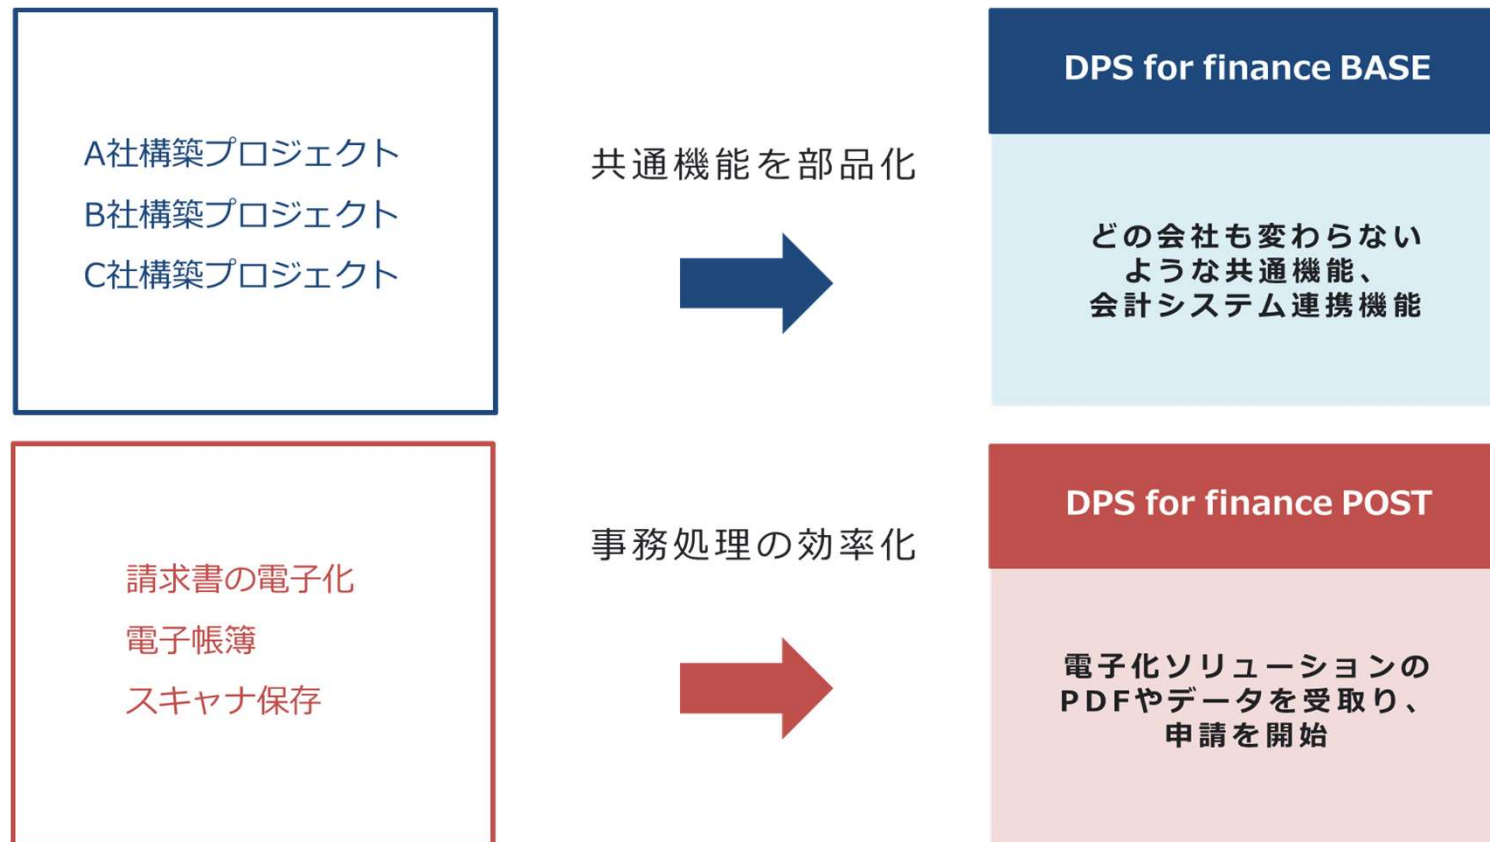 A社構築プロジェクト
B社構築プロジェクト
C社構築プロジェクト
共通機能を部品化
DPS for finance BASE
どの会社も変わらない
ような共通機能、
会計システム連携機能
請求書の電子化
電子帳簿
スキャナ保存
事務処理の効率化
DPS for finance POST
電子化ソリューションの
PDFやデータを受取り、
申請を開始